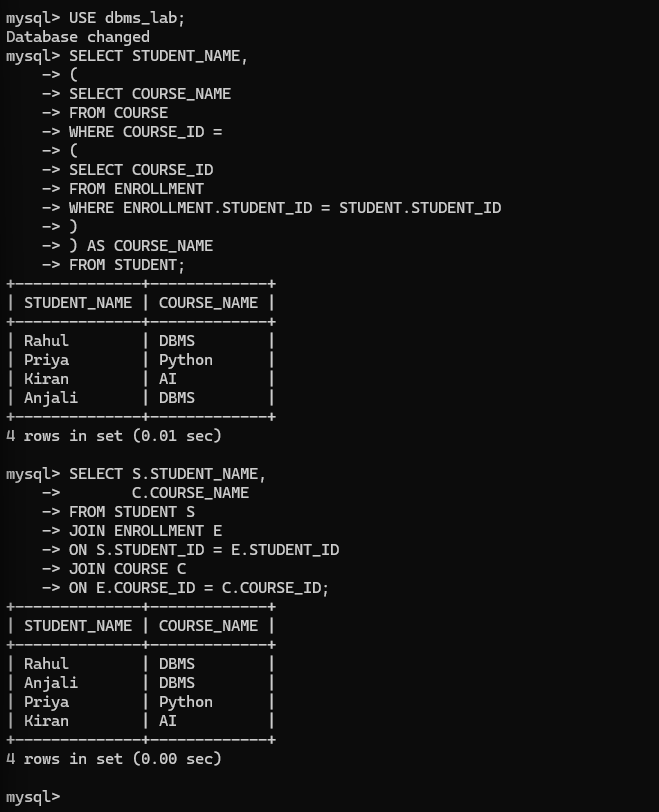 mysql> USE dbms_lab;
Database changed
mysql> SELECT STUDENT_NAME,
    -> (
    -> SELECT COURSE_NAME
    -> FROM COURSE
    -> WHERE COURSE_ID =
    -> (
    -> SELECT COURSE_ID
    -> FROM ENROLLMENT
    -> WHERE ENROLLMENT.STUDENT_ID = STUDENT.STUDENT_ID
    -> )
    -> ) AS COURSE_NAME
    -> FROM STUDENT;
+--------------+-------------+
| STUDENT_NAME | COURSE_NAME |
+--------------+-------------+
| Rahul        | DBMS        |
| Priya        | Python      |
| Kiran        | AI          |
| Anjali       | DBMS        |
+--------------+-------------+
4 rows in set (0.01 sec)

mysql> SELECT S.STUDENT_NAME,
    ->        C.COURSE_NAME
    -> FROM STUDENT S
    -> JOIN ENROLLMENT E
    -> ON S.STUDENT_ID = E.STUDENT_ID
    -> JOIN COURSE C
    -> ON E.COURSE_ID = C.COURSE_ID;
+--------------+-------------+
| STUDENT_NAME | COURSE_NAME |
+--------------+-------------+
| Rahul        | DBMS        |
| Anjali       | DBMS        |
| Priya        | Python      |
| Kiran        | AI          |
+--------------+-------------+
4 rows in set (0.00 sec)

mysql>